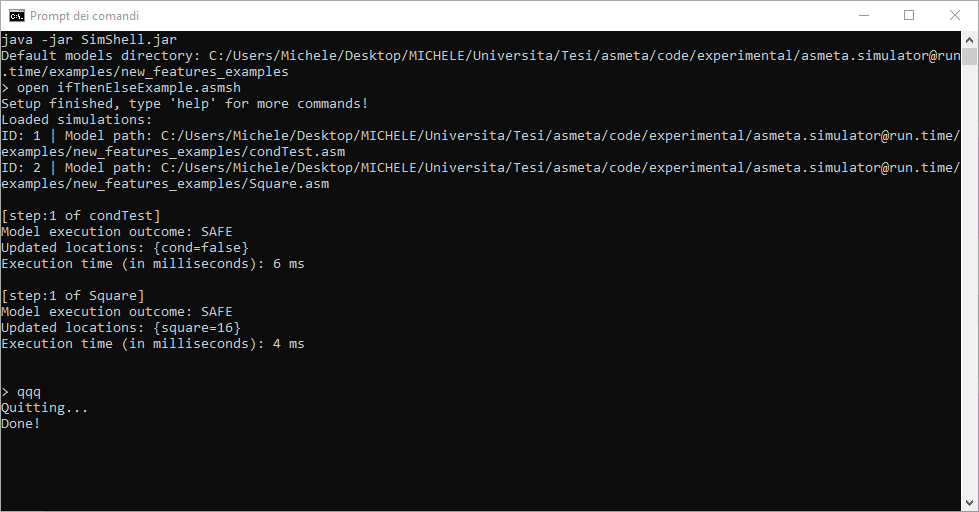 C:\. Prompt dei comandi
java -jar SimShell.jar
Default models directory: C:/Users/Michele/Desktop/MICHELE/Universita/Tesi/asmeta/code/experimental/asmeta.simulator@run
.time/examples/new_features_examples
> open ifThenElseExample.asmsh
Setup finished, type 'help' for more commands!
Loaded simulations:
ID: 1 | Model path: C:/Users/Michele/Desktop/MICHELE/Universita/Tesi/asmeta/code/experimental/asmeta.simulator@run.time/
examples/new_features_examples/condTest.asm
ID: 2 | Model path: C:/Users/Michele/Desktop/MICHELE/Universita/Tesi/asmeta/code/experimental/asmeta.simulator@run.time/
examples/new_features_examples/Square.asm
[step:1 of condTest]
Model execution outcome: SAFE
Updated locations: {cond=false}
Execution time (in milliseconds): 6 ms
[step:1 of Square]
Model execution outcome: SAFE
Updated locations: {square=16}
Execution time (in milliseconds): 4 ms
> qqq
Quitting...
Done!